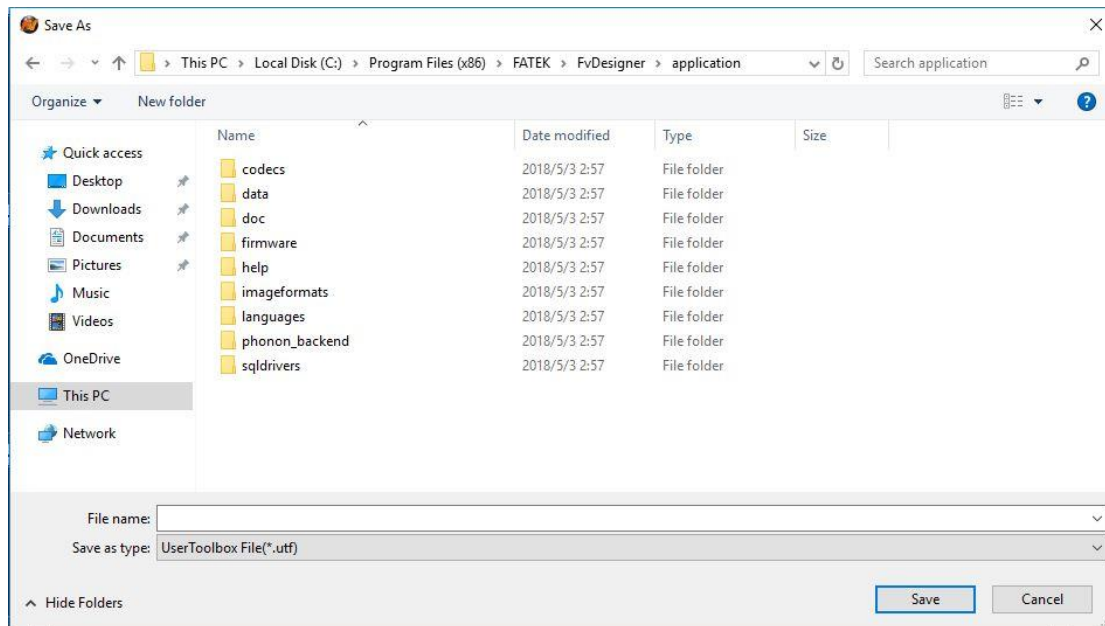 Save As
This PC > Local Disk (C:) > Program Files (x86) > FATEK > FvDesigner > application
Search application
Organize
New folder
Quick access
Desktop
Downloads
Documents
Pictures
Music
Videos
OneDrive
This PC
Network
Name Date modified Type Size
codecs 2018/5/3 2:57 File folder
data 2018/5/3 2:57 File folder
doc 2018/5/3 2:57 File folder
firmware 2018/5/3 2:57 File folder
help 2018/5/3 2:57 File folder
imageformats 2018/5/3 2:57 File folder
languages 2018/5/3 2:57 File folder
phonon_backend 2018/5/3 2:57 File folder
sqldrivers 2018/5/3 2:57 File folder
File name:
Save as type: UserToolbox File(*.utf)
Hide Folders
Save
Cancel